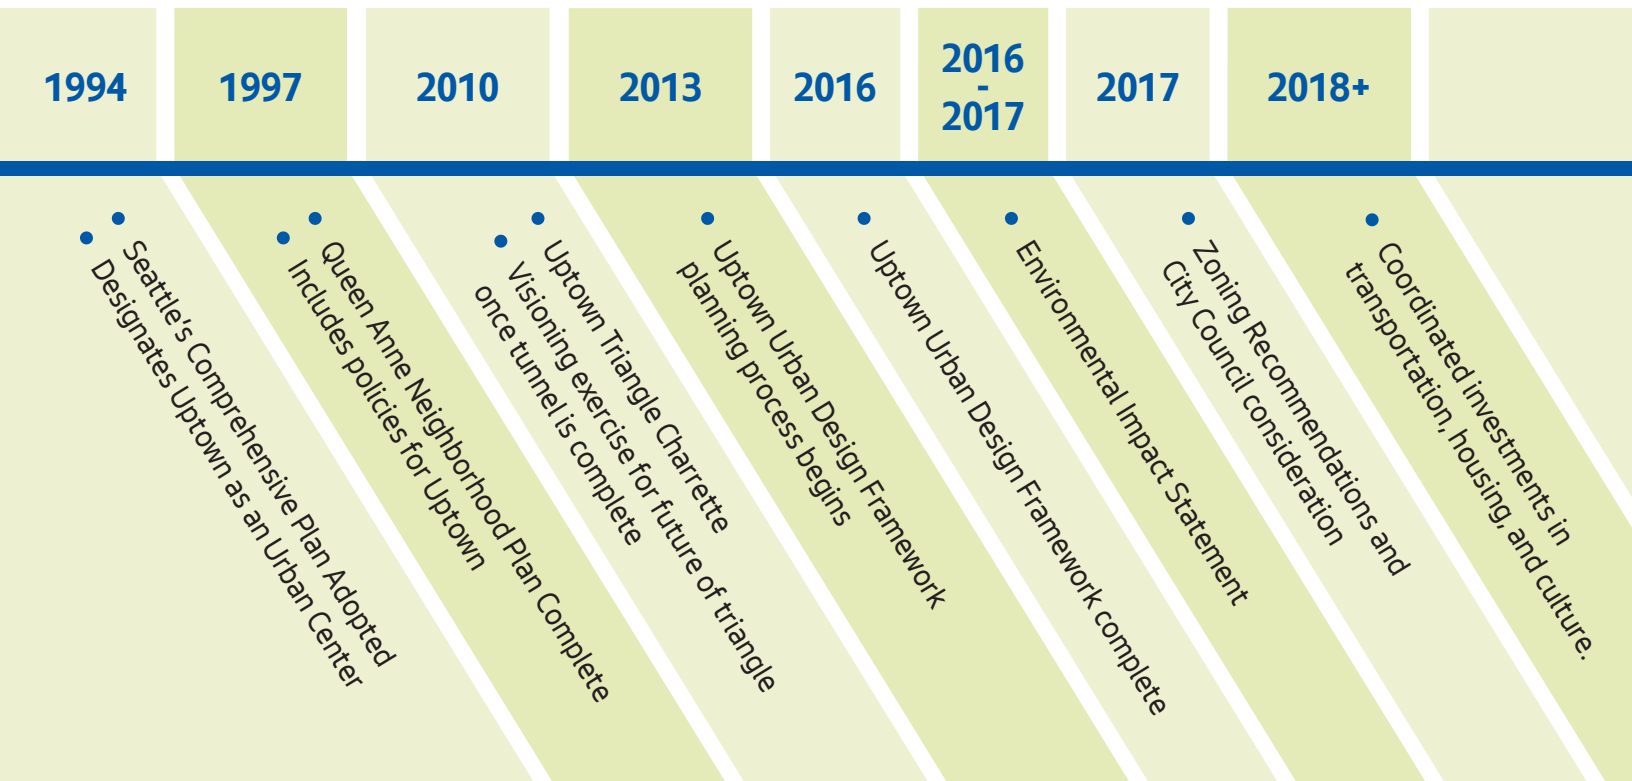 1994
1997
2010
2013
2016
2016
-
2017
2017
2018+
Seattle's Comprehensive Plan Adopted
Designates Uptown as an Urban Center
Queen Anne Neighborhood Plan Complete
Includes policies for Uptown
Uptown Triangle Charrette
Visioning exercise for future of triangle
once tunnel is complete
Uptown Urban Design Framework
planning process begins
Uptown Urban Design Framework complete
Environmental Impact Statement
Zoning Recommendations and
City Council consideration
Coordinated investments in
transportation, housing, and culture.